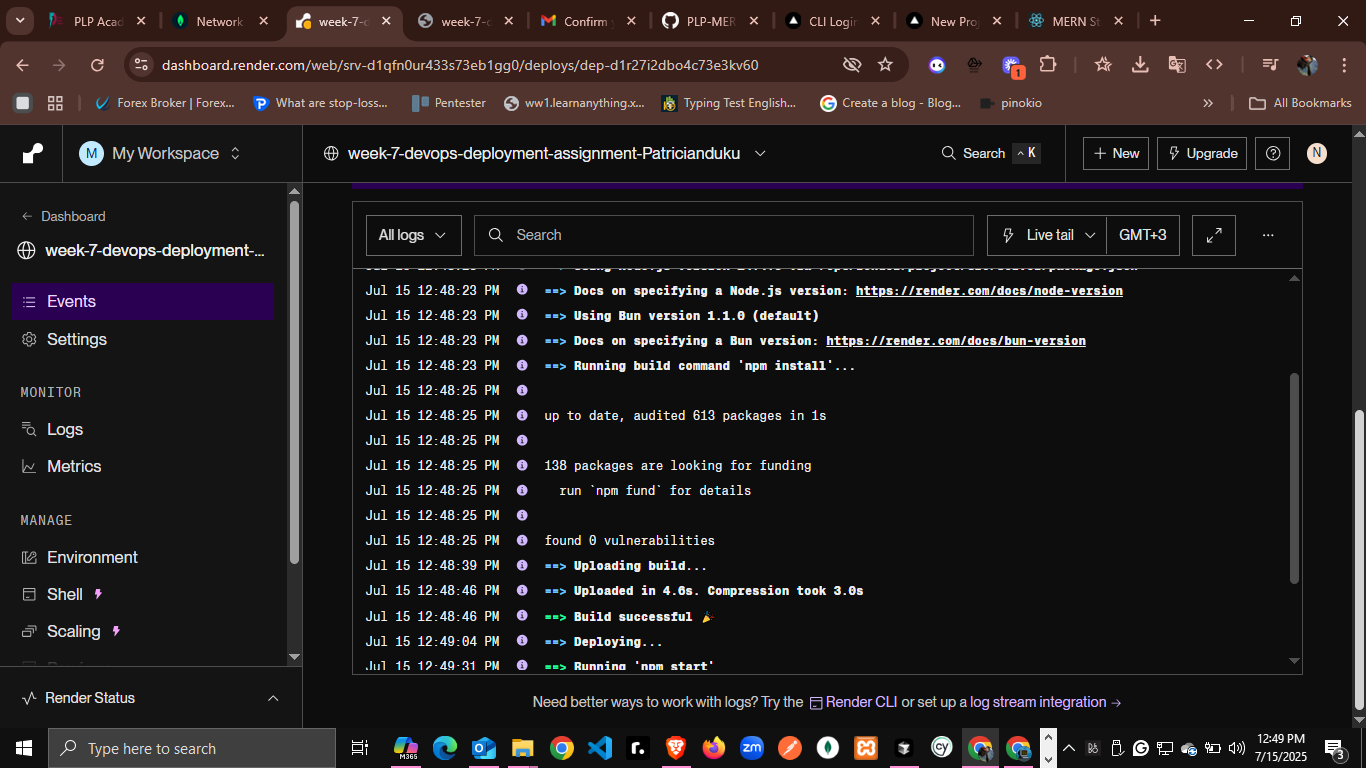 PLP Acad
Network
week-7-d
week-7-d
Confirm y
PLP-MER
CLI Login
New Proj
MERN St
dashboard.render.com/web/srv-d1qfn0ur433s73eb1gg0/deploys/dep-d1r27i2dbo4c73e3kv60
1
Forex Broker | Forex...
What are stop-loss...
Pentester
ww1.learnanything.x...
Typing Test English...
Create a blog - Blog...
pinokio
All Bookmarks
M My Workspace
week-7-devops-deployment-assignment-Patricianduku
Search K
New
Upgrade
N
Dashboard
week-7-devops-deployment-...
Events
Settings
MONITOR
Logs
Metrics
MANAGE
Environment
Shell
Scaling
Render Status
All logs
Search
Live tail
GMT+3
Jul 15 12:48:23 PM ==> Docs on specifying a Node.js version: https://render.com/docs/node-version
Jul 15 12:48:23 PM ==> Using Bun version 1.1.0 (default)
Jul 15 12:48:23 PM ==> Docs on specifying a Bun version: https://render.com/docs/bun-version
Jul 15 12:48:23 PM ==> Running build command 'npm install'...
Jul 15 12:48:25 PM
Jul 15 12:48:25 PM up to date, audited 613 packages in 1s
Jul 15 12:48:25 PM
Jul 15 12:48:25 PM 138 packages are looking for funding
Jul 15 12:48:25 PM run `npm fund` for details
Jul 15 12:48:25 PM
Jul 15 12:48:25 PM found 0 vulnerabilities
Jul 15 12:48:39 PM ==> Uploading build...
Jul 15 12:48:46 PM ==> Uploaded in 4.6s. Compression took 3.0s
Jul 15 12:48:46 PM ==> Build successful 🎉
Jul 15 12:49:04 PM ==> Deploying...
Jul 15 12:49:31 PM ==> Running 'npm start'
Need better ways to work with logs? Try the Render CLI or set up a log stream integration →
Type here to search
M365
zm
r.
cy
12:49 PM
7/15/2025
3